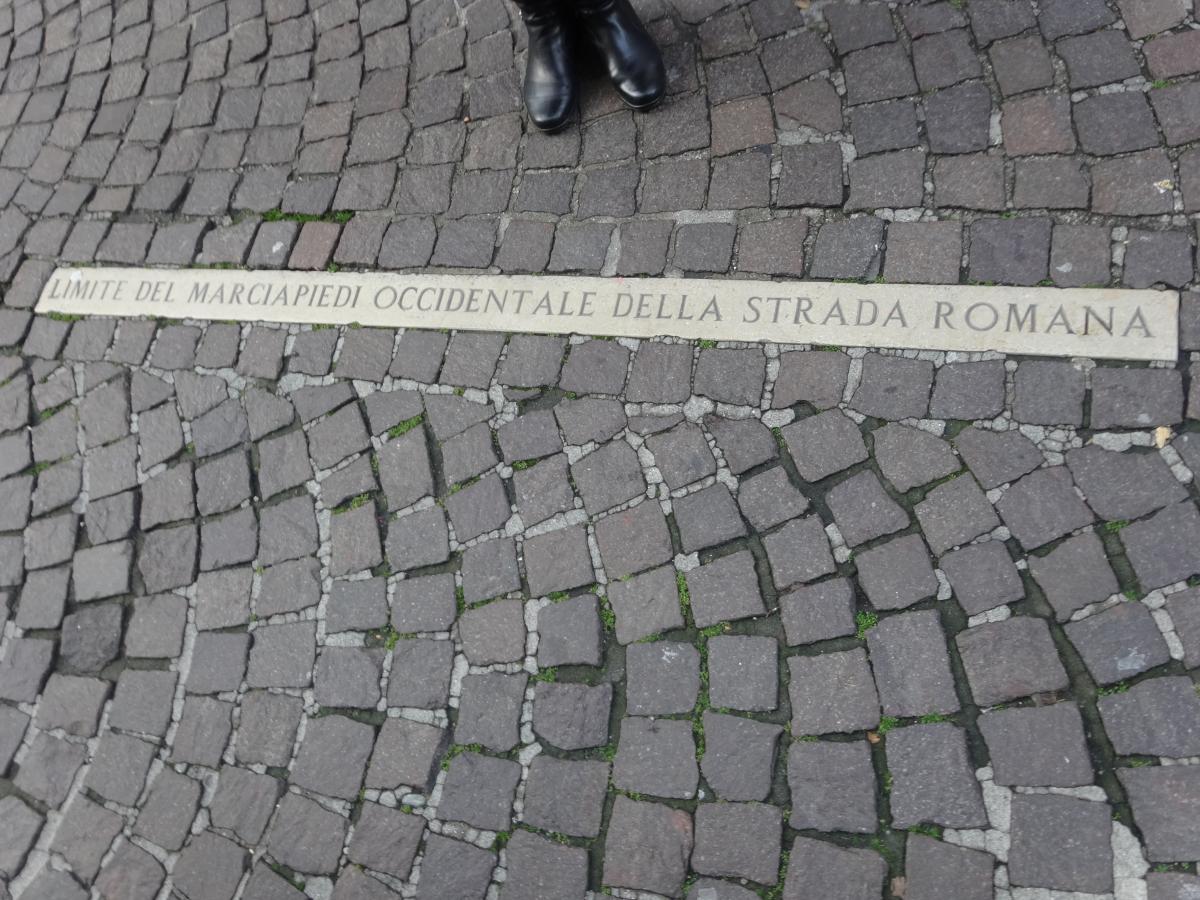 LIMITE DEL MARCIAPIEDI OCCIDENTALE DELLA STRADA ROMANA